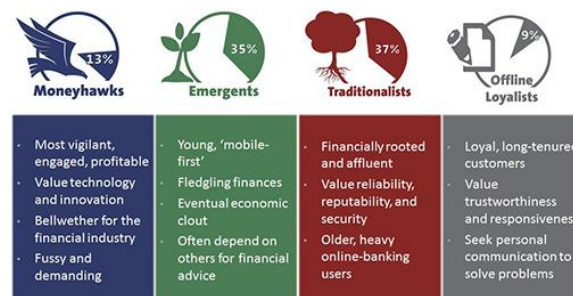 13%
Moneyhawks
Most vigilant,
engaged, profitable
Value technology
and innovation
Bellwether for the
financial industry
Fussy and
demanding
35%
Emergents
Young, ‘mobile-
first’
Fledgling finances
Eventual economic
clout
Often depend on
others for financial
advice
37%
Traditionalists
Financially rooted
and affluent
Value reliability,
reputability, and
security
Older, heavy
online-banking
users
9%
Offline
Loyalists
Loyal, long-tenured
customers
Value
trustworthiness
and responsiveness
Seek personal
communication to
solve problems